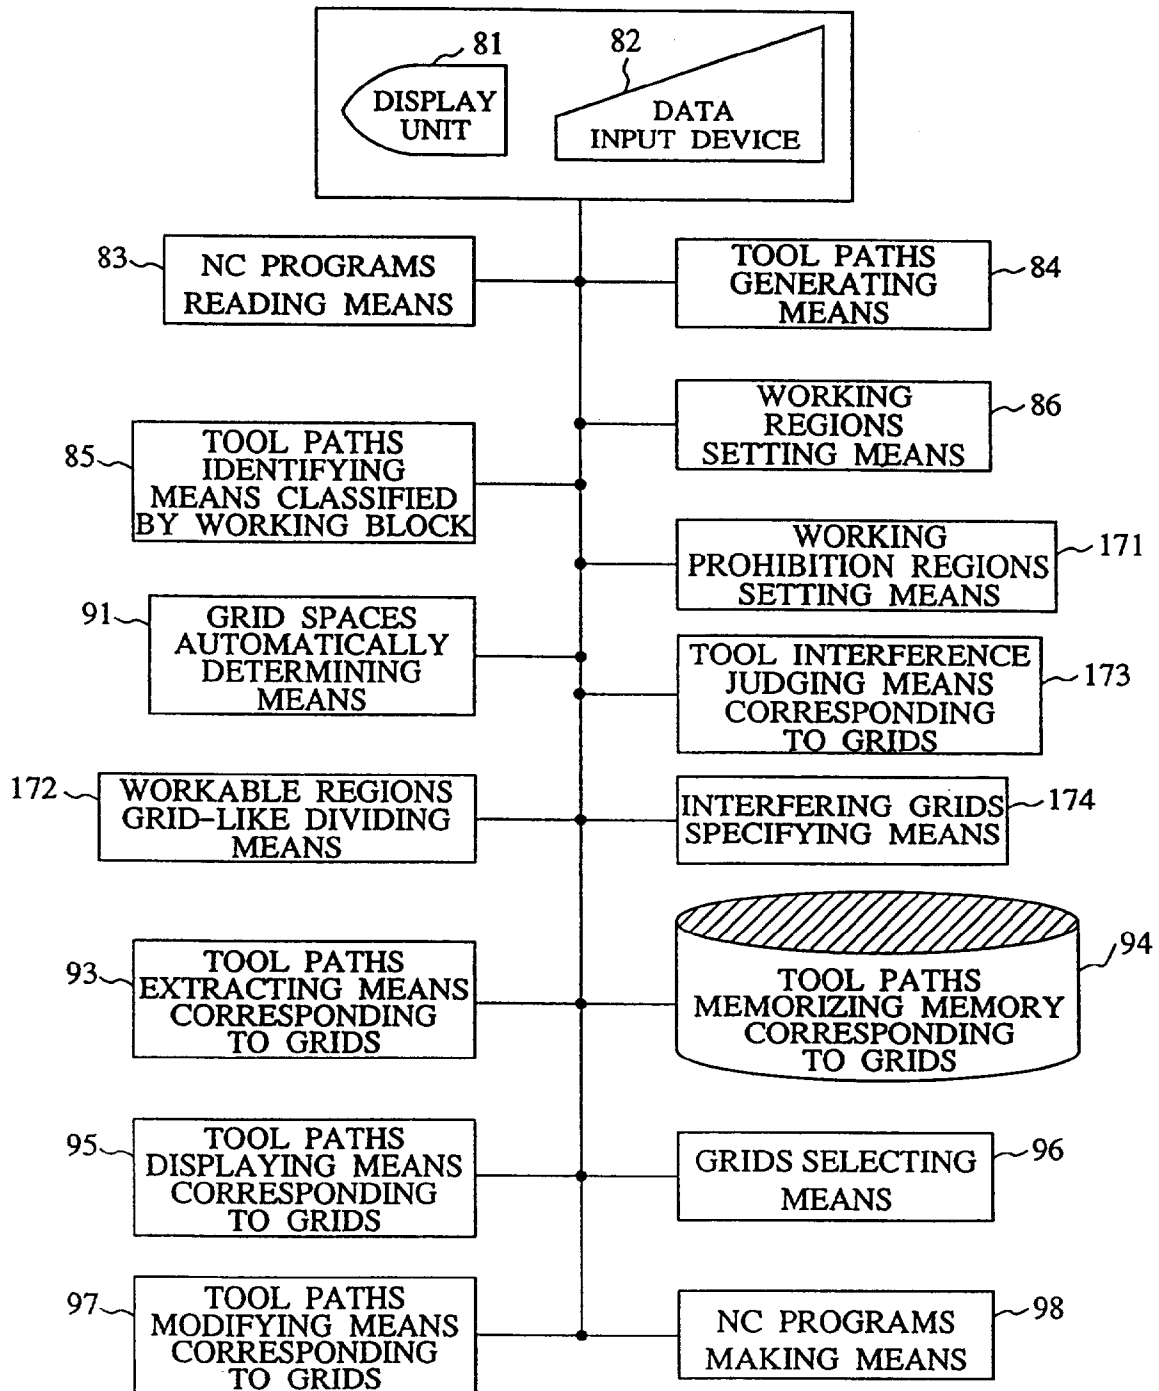 81
DISPLAY
UNIT
82
DATA
INPUT DEVICE
83
NC PROGRAMS
READING MEANS
TOOL PATHS
GENERATING
MEANS
84
WORKING
REGIONS
SETTING MEANS
86
85
TOOL PATHS
IDENTIFYING
MEANS CLASSIFIED
BY WORKING BLOCK
WORKING
PROHIBITION REGIONS
SETTING MEANS
171
91
GRID SPACES
AUTOMATICALLY
DETERMINING
MEANS
TOOL INTERFERENCE
JUDGING MEANS
CORRESPONDING
TO GRIDS
173
172
WORKABLE REGIONS
GRID-LIKE DIVIDING
MEANS
INTERFERING GRIDS
SPECIFYING MEANS
174
93
TOOL PATHS
EXTRACTING MEANS
CORRESPONDING
TO GRIDS
TOOL PATHS
MEMORIZING MEMORY
CORRESPONDING
TO GRIDS
94
95
TOOL PATHS
DISPLAYING MEANS
CORRESPONDING
TO GRIDS
GRIDS SELECTING
MEANS
96
97
TOOL PATHS
MODIFYING MEANS
CORRESPONDING
TO GRIDS
NC PROGRAMS
MAKING MEANS
98